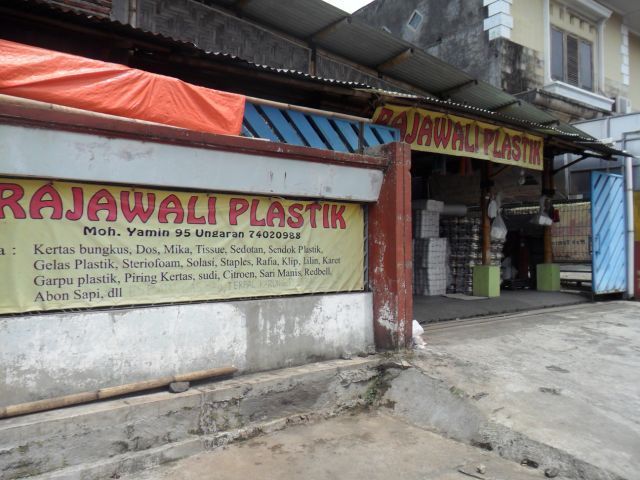 RAJAWALI PLASTIK
RAJAWALI PLASTIK
Moh. Yamin 95 Ungaran 74020988
a : Kertas bungkus, Dos, Mika, Tissue, Sedotan, Sendok Plastik,
Gelas Plastik, Steriofoam, Solasi, Staples, Rafia, Klip, Lilin, Karet
Garpu plastik, Piring Kertas, sudi, Citroen, Sari Manis, Redbell,
Abon Sapi, dll
TERPAL KARUNG